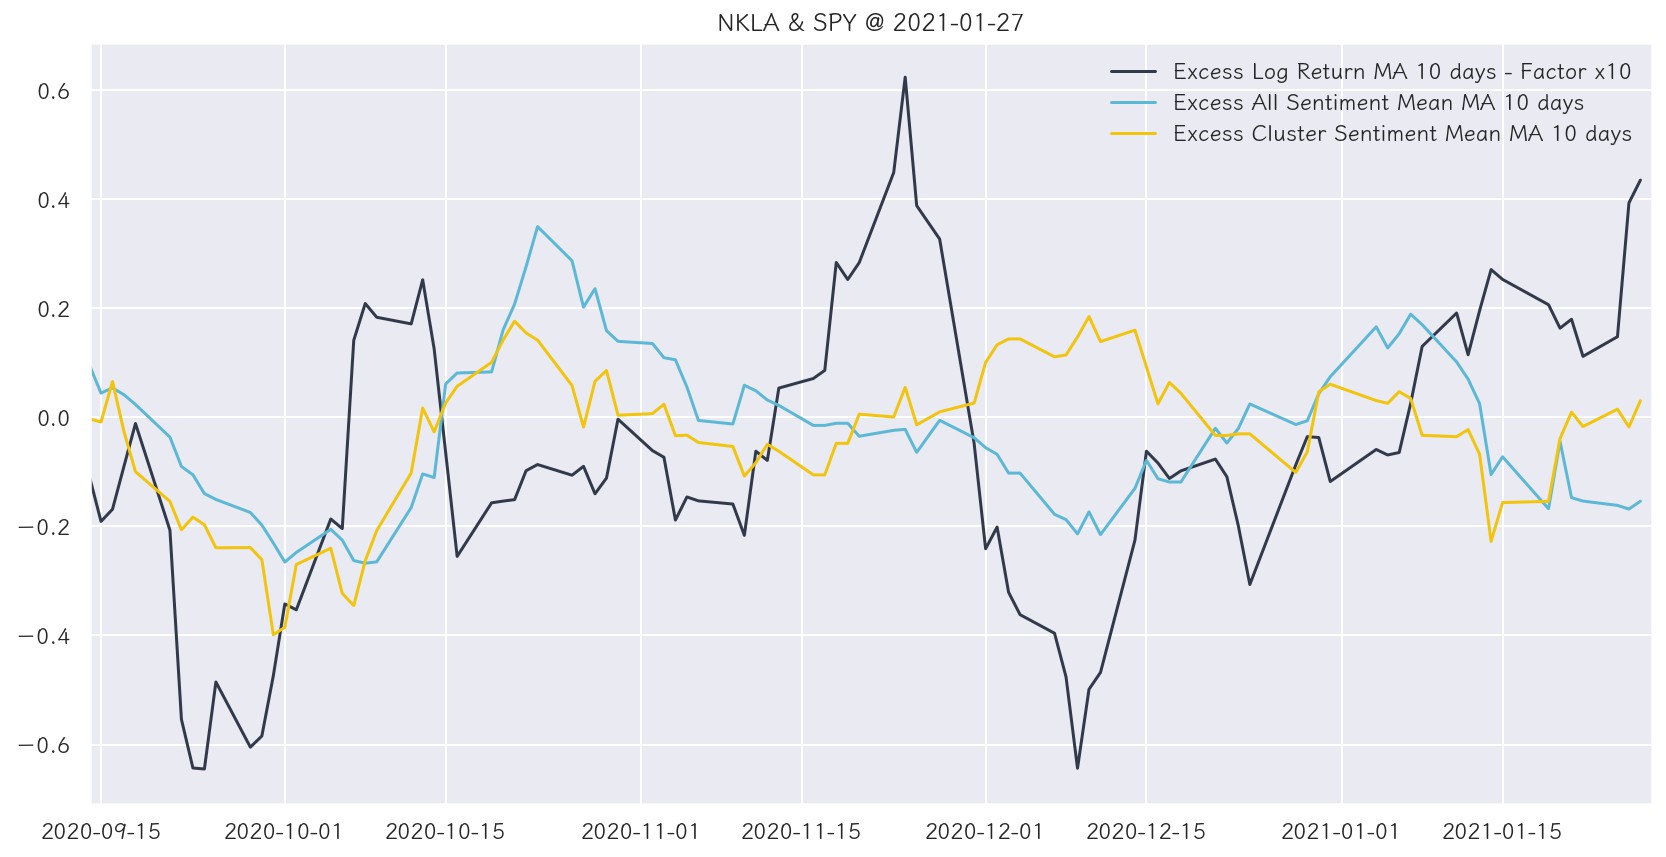 NKLA & SPY @ 2021-01-27
Excess Log Return MA 10 days - Factor x10
Excess All Sentiment Mean MA 10 days
Excess Cluster Sentiment Mean MA 10 days
0.6
0.4
0.2
0.0
−0.2
−0.4
−0.6
2020-09-15 2020-10-01 2020-10-15 2020-11-01 2020-11-15 2020-12-01 2020-12-15 2021-01-01 2021-01-15